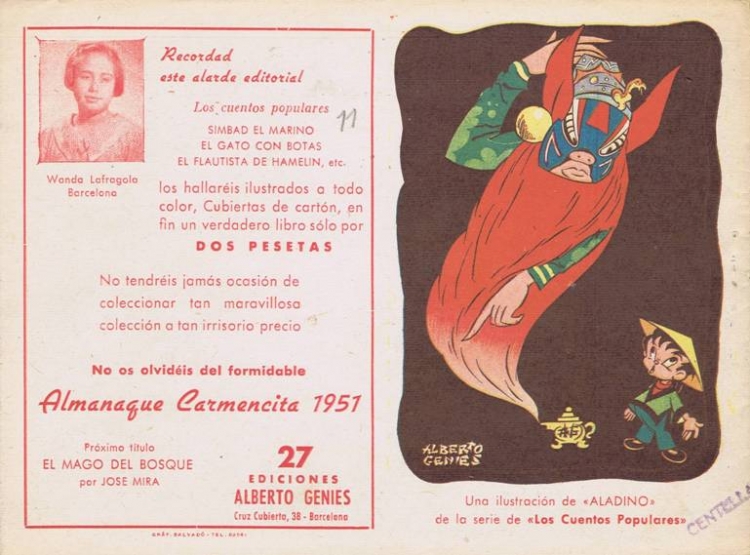 Recordad
este alarde editorial
Los cuentos populares
SIMBAD EL MARINO
EL GATO CON BOTAS
EL FLAUTISTA DE HAMELIN, etc.
11
Wanda Lafragola
Barcelona
los hallaréis ilustrados a todo
color, Cubiertas de cartón, en
fin un verdadero libro sólo por
DOS PESETAS
No tendréis jamás ocasión de
coleccionar tan maravillosa
colección a tan irrisorio precio
No os olvidéis del formidable
Almanaque Carmencita 1951
Próximo título
EL MAGO DEL BOSQUE
por JOSE MIRA
27
EDICIONES
ALBERTO GENIES
Cruz Cubierta, 38 - Barcelona
GRÁF. SALVADÓ - TEL.
ALBERTO
GENIES
Una ilustración de «ALADINO»
de la serie de «Los Cuentos Populares»
CENTELLA